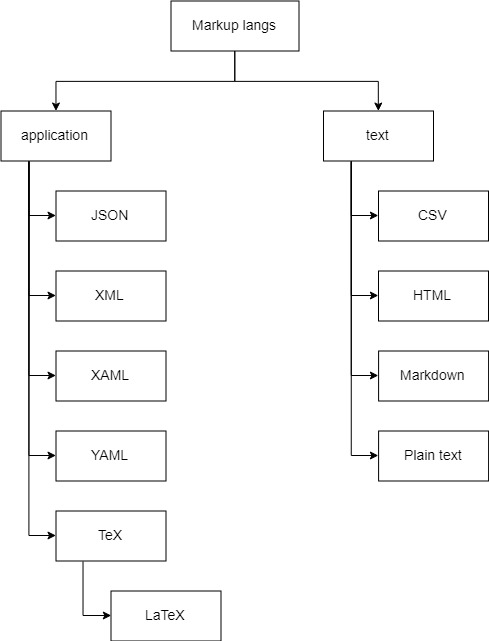 Markup langs
application
text
JSON
CSV
XML
HTML
XAML
Markdown
YAML
Plain text
TeX
LaTeX